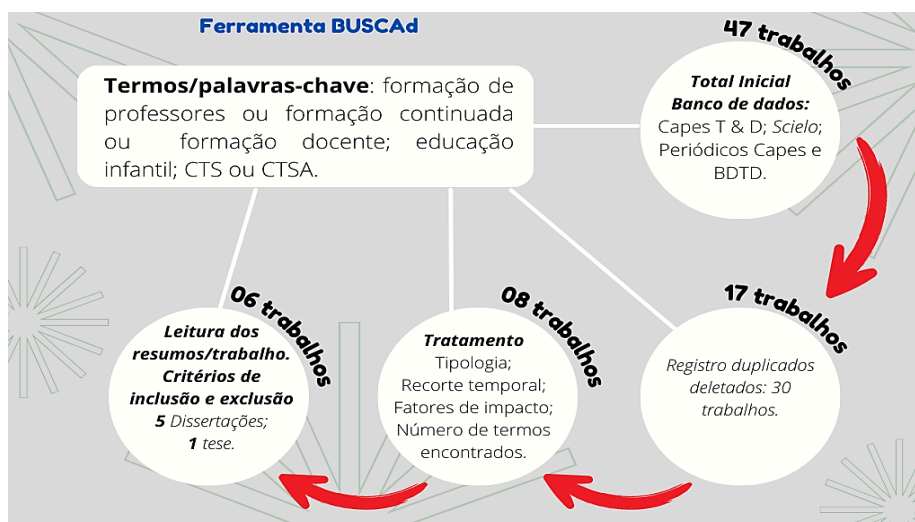 Ferramenta BUSCAd
Termos/palavras-chave: formação de
professores ou formação continuada
ou formação docente; educação
infantil; CTS ou CTSA.
47 trabalhos
Total Inicial
Banco de dados:
Capes T & D; Scielo;
Periódicos Capes e
BDTD.
17 trabalhos
Registro duplicados
deletados: 30
trabalhos.
08 trabalhos
Tratamento
Tipologia;
Recorte temporal;
Fatores de impacto;
Número de termos
encontrados.
06 trabalhos
Leitura dos
resumos/trabalho.
Critérios de
inclusão e exclusão
5 Dissertações;
1 tese.